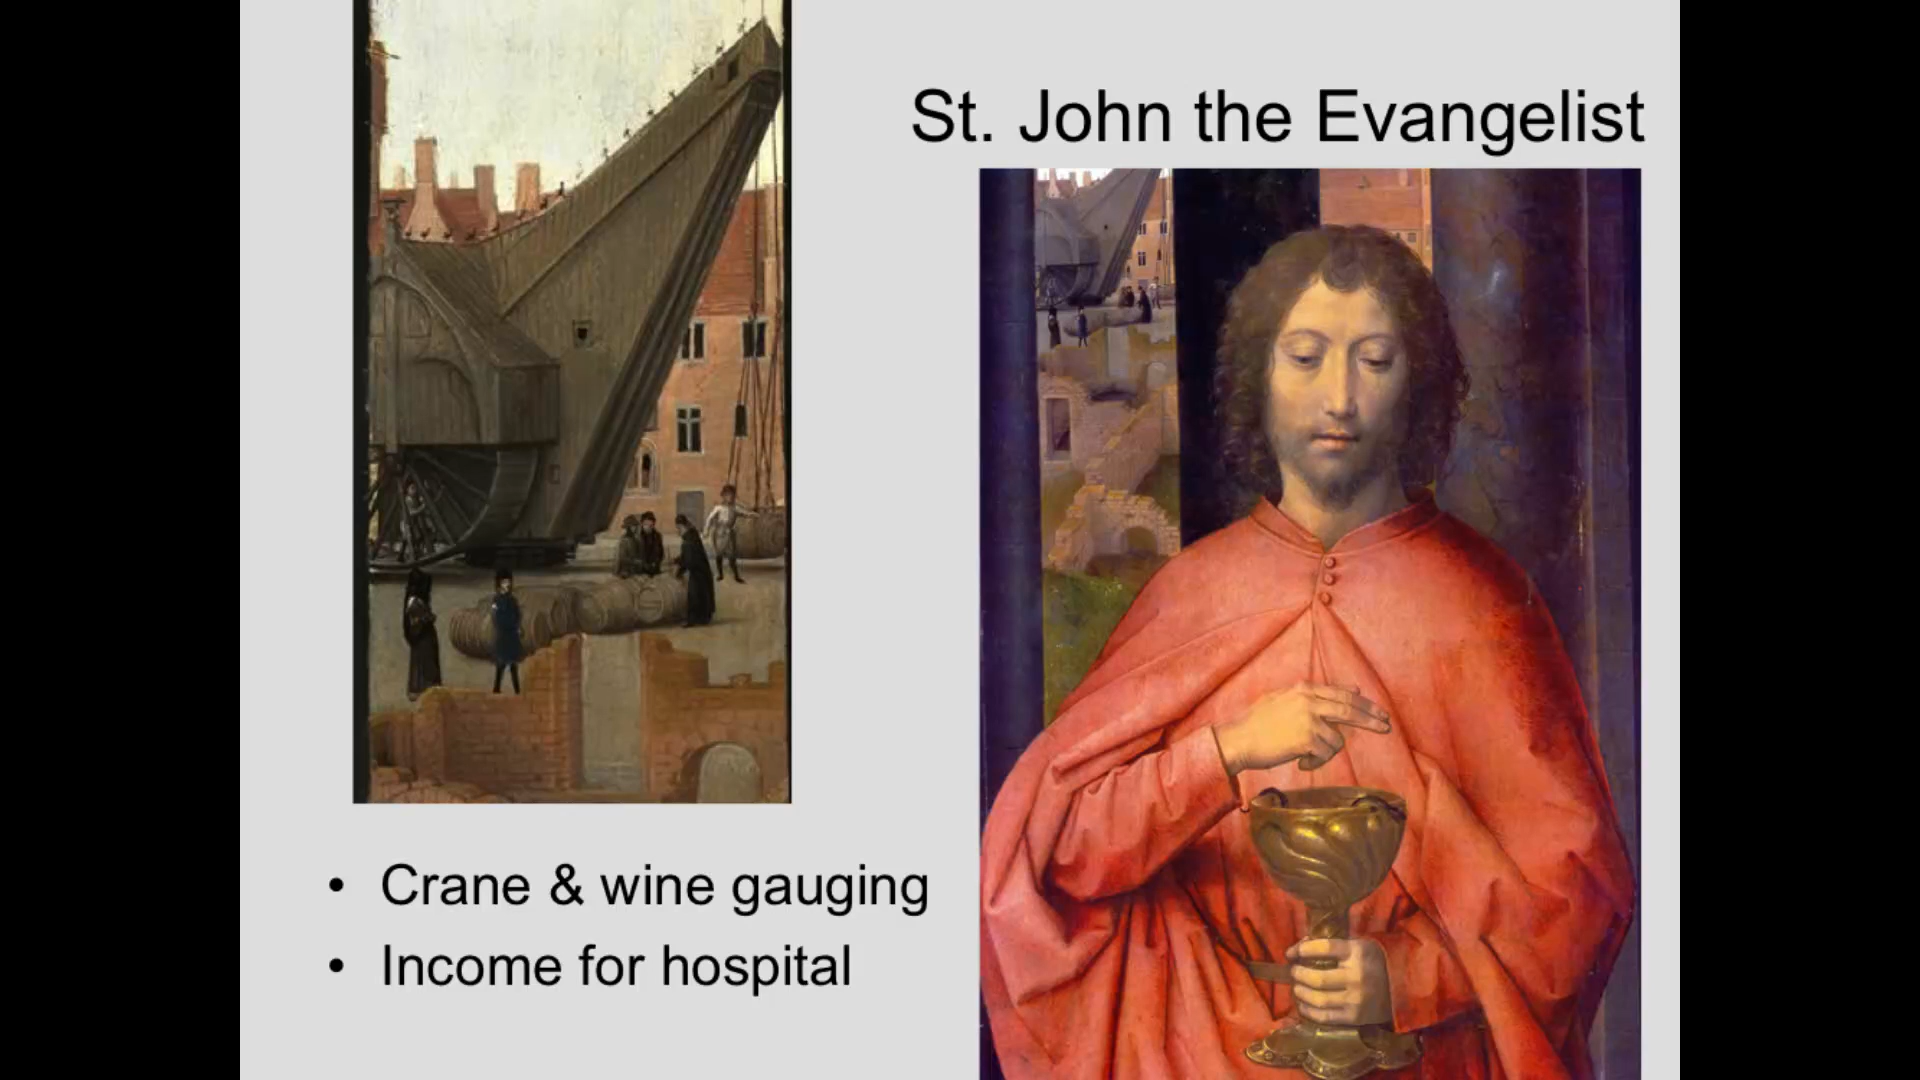 St. John the Evangelist
• Crane & wine gauging
• Income for hospital